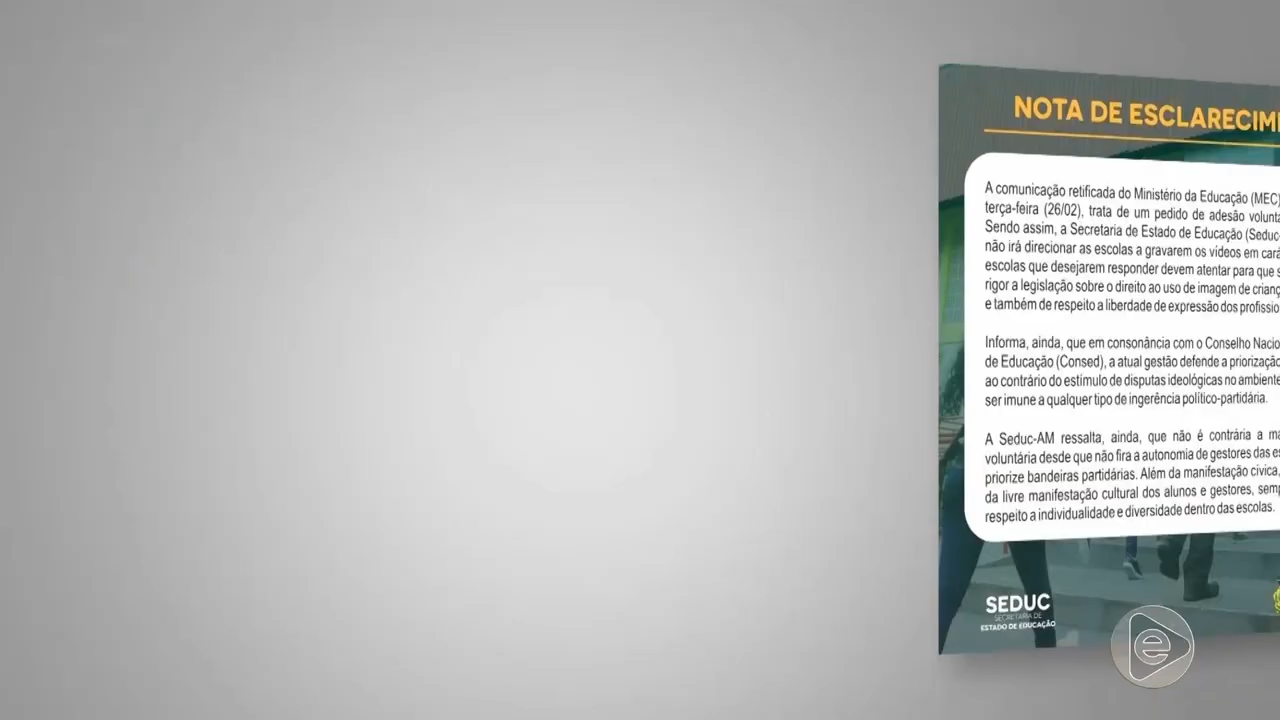 NOTA DE ESCLARECIM
A comunicação retificada do Ministério da Educação (MEC)
terça-feira (26/02), trata de um pedido de adesão volunta
Sendo assim, a Secretaria de Estado de Educação (Seduc-
não irá direcionar as escolas a gravarem os vídeos em cará
escolas que desejarem responder devem atentar para que s
rigor a legislação sobre o direito ao uso de imagem de crianç
e também de respeito a liberdade de expressão dos profissio
Informa, ainda, que em consonância com o Conselho Nacio
de Educação (Consed), a atual gestão defende a priorização
ao contrário do estímulo de disputas ideológicas no ambiente
ser imune a qualquer tipo de ingerência político-partidária.
A Seduc-AM ressalta, ainda, que não é contrária a ma
voluntária desde que não fira a autonomia de gestores das es
priorize bandeiras partidárias. Além da manifestação cívica,
da livre manifestação cultural dos alunos e gestores, semp
respeito a individualidade e diversidade dentro das escolas.
SEDUC
SECRETARIA DE
ESTADO DE EDUCAÇÃO
e